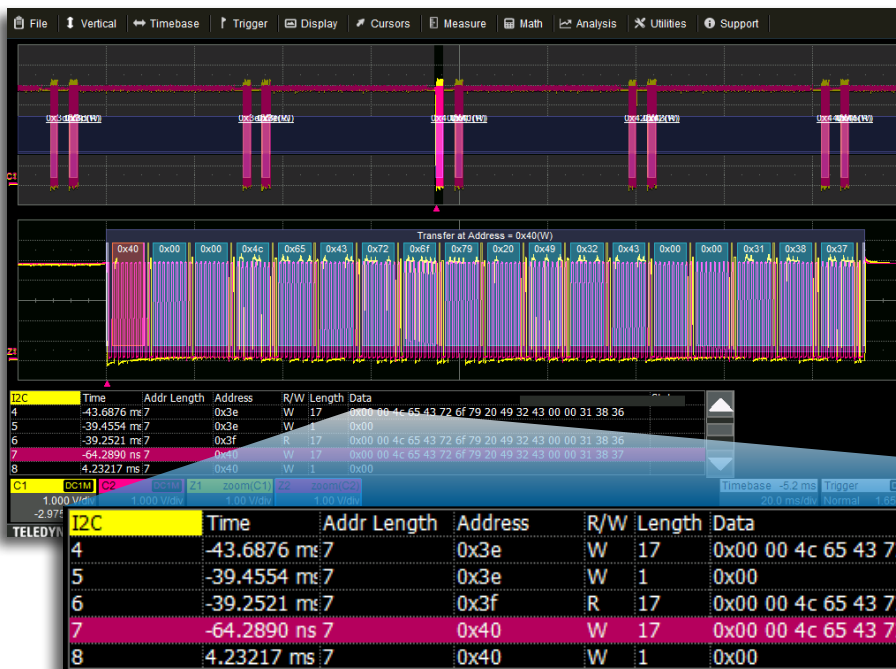 File Vertical Timebase Trigger Display Cursors Measure Math Analysis Utilities Support
C1
Transfer at Address = 0x40(W)
0x40 0x00 0x00 0x4c 0x65 0x43 0x72 0x6f 0x79 0x20 0x49 0x32 0x43 0x00 0x00 0x31 0x38 0x37
Z1
I2C Time Addr Length Address R/W Length Data
4 -43.6876 ms 7 0x3e W 17 0x00 00 4c 65 43 72 6f 79 20 49 32 43 00 00 31 38 36
5 -39.4554 ms 7 0x3e W 1 0x00
6 -39.2521 ms 7 0x3f R 17 0x00 00 4c 65 43 72 6f 79 20 49 32 43 00 00 31 38 36
7 -64.2890 ns 7 0x40 W 17 0x00 00 4c 65 43 72 6f 79 20 49 32 43 00 00 31 38 37
8 4.23217 ms 7 0x40 W 1 0x00
C1 DC1M C2 DC1M Z1 zoom(C1) Z2 zoom(C2) Timebase -5.2 ms Trigger
1.000 V/div 1.000 V/div 1.00 V/div 1.00 V/div 20.0 ms/div Normal 1.65
-2.975
TELEDYN
I2C Time Addr Length Address R/W Length Data
4 -43.6876 ms 7 0x3e W 17 0x00 00 4c 65 43 7
5 -39.4554 ms 7 0x3e W 1 0x00
6 -39.2521 ms 7 0x3f R 17 0x00 00 4c 65 43 7
7 -64.2890 ns 7 0x40 W 17 0x00 00 4c 65 43 7
8 4.23217 ms 7 0x40 W 1 0x00